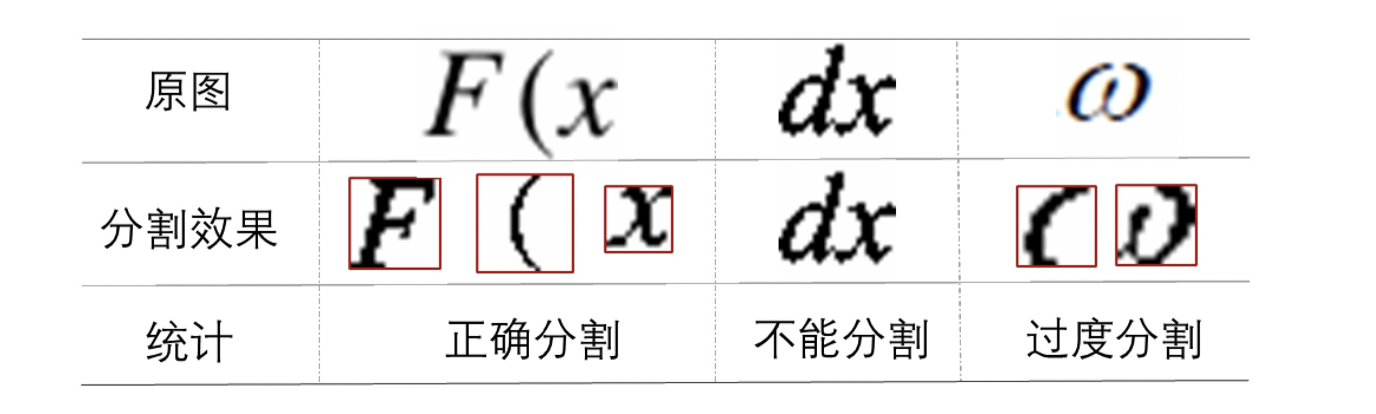 原图 F(x dx ω
分割效果 F ( x dx ω
统计 正确分割 不能分割 过度分割